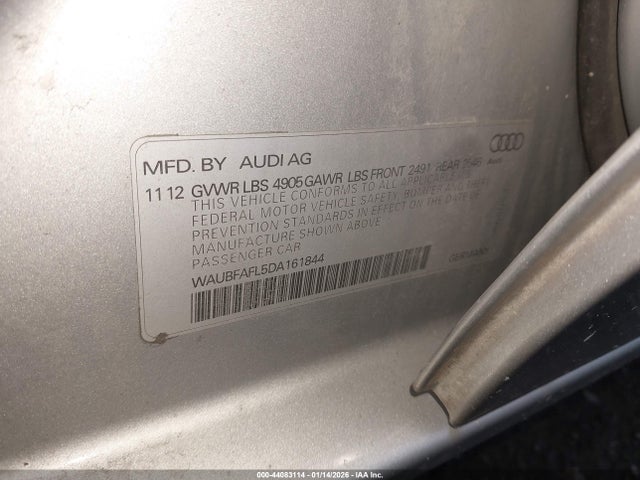 MFD. BY AUDI AG
11 12 GVWR LBS 4905 GAWR LBS FRONT 2491 REAR
THIS VEHICLE CONFORMS TO ALL APPLICABLE
FEDERAL MOTOR VEHICLE SAFETY, BUMPER AND THEFT
PREVENTION STANDARDS IN EFFECT ON THE DATE OF
MANUFACTURE SHOWN ABOVE
PASSENGER CAR
WAUBFAFL5DA161844
GERMANY
Audi
000-44083114 - 01/14/2026 - IAA Inc.